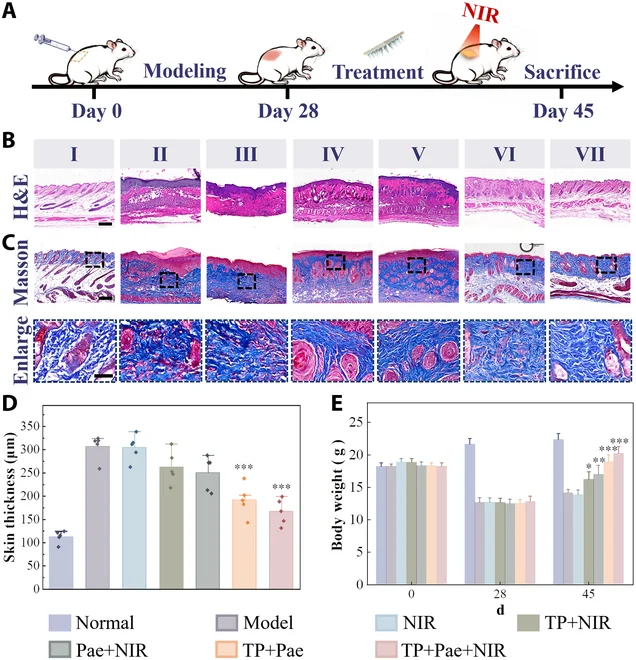 A
NIR
Modeling
Treatment
Sacrifice
Day 0
Day 28
Day 45
B
I II III IV V VI VII
H&E
C
Masson
Enlarge
D
Skin thickness (μm)
350
300
250
200
150
100
50
0
*** ***
E
Body weight ( g )
25
20
15
10
5
0
* ** *** ***
0 28 45
d
Normal Model NIR TP+NIR
Pae+NIR TP+Pae TP+Pae+NIR